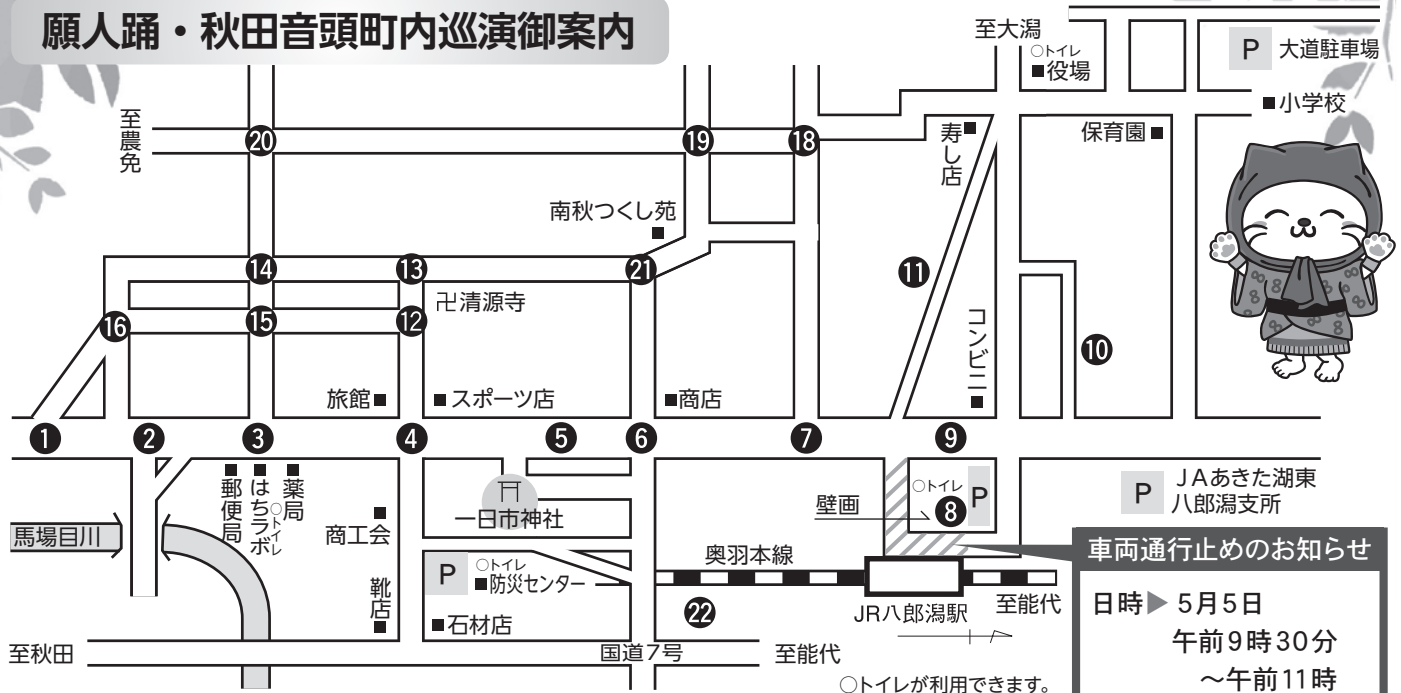 願人踊・秋田音頭町内巡演御案内
至大潟
○トイレ
■役場
P 大道駐車場
■小学校
至農免
⑳
⑲
⑱
寿し店■
保育園■
南秋つくし苑
■
⑭
⑬
㉑
⑪
卍清源寺
⑯
⑮
⑫
コンビニ
■
⑩
旅館■
■スポーツ店
■商店
❶
❷
❸
❹
❺
❻
❼
❾
■郵便局
■はちラボ
○トイレ
■薬局
商工会
■
一日市神社
壁画
○トイレ
❽
P
P JAあきた湖東
八郎潟支所
馬場目川
P
○トイレ
■防災センター
奥羽本線
靴店
■
■石材店
㉒
JR八郎潟駅
至能代
至秋田
国道7号
至能代
○トイレが利用できます。
車両通行止めのお知らせ
日時▶ 5月5日
午前9時30分
～午前11時